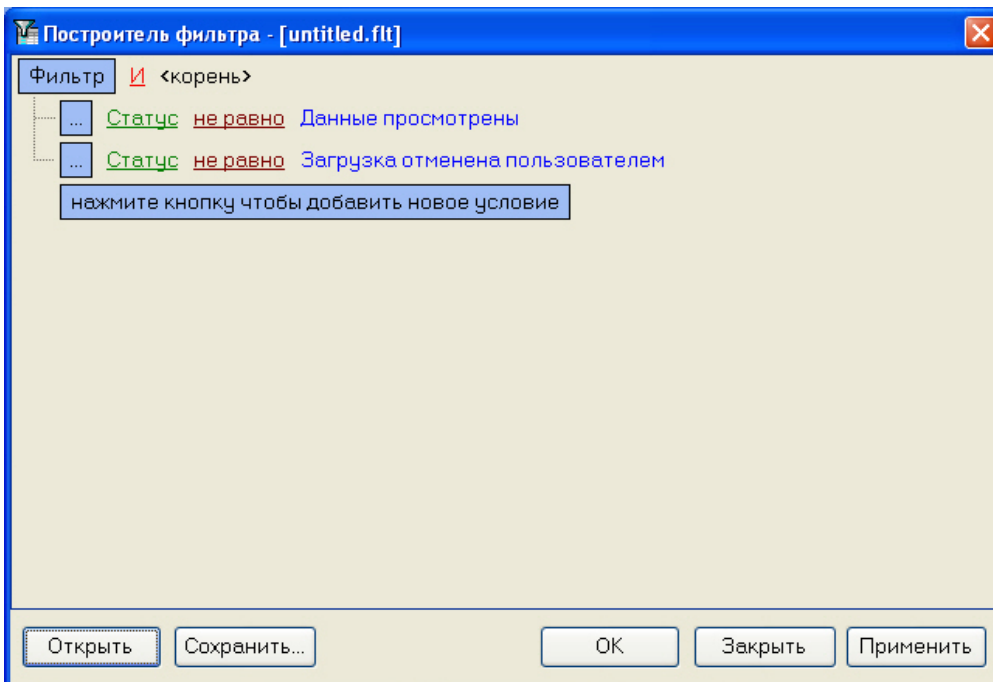 Построитель фильтра - [untitled.flt]
Фильтр И <корень>
... Статус не равно Данные просмотрены
... Статус не равно Загрузка отменена пользователем
нажмите кнопку чтобы добавить новое условие
Открыть Сохранить... OK Закрыть Применить